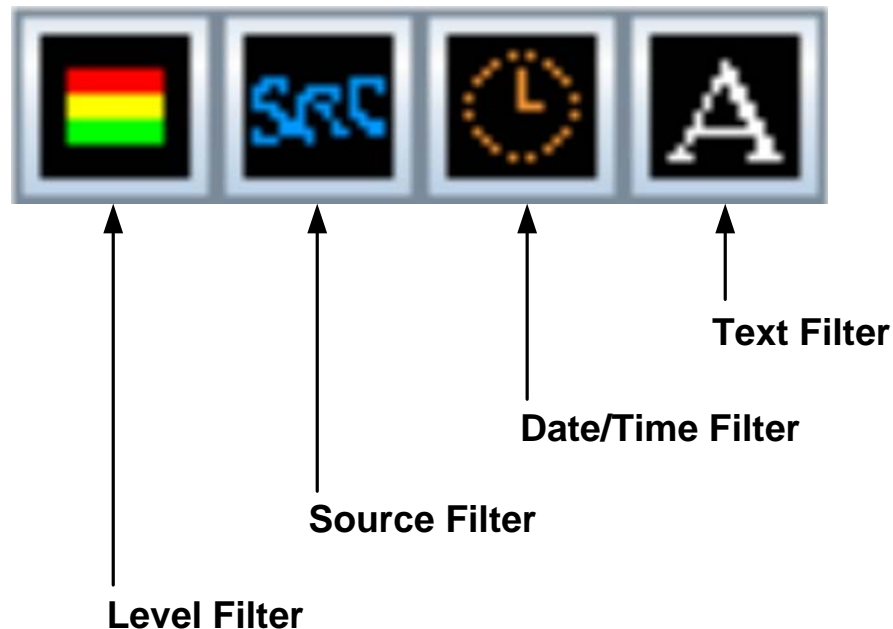 SRC
A
Text Filter
Date/Time Filter
Source Filter
Level Filter